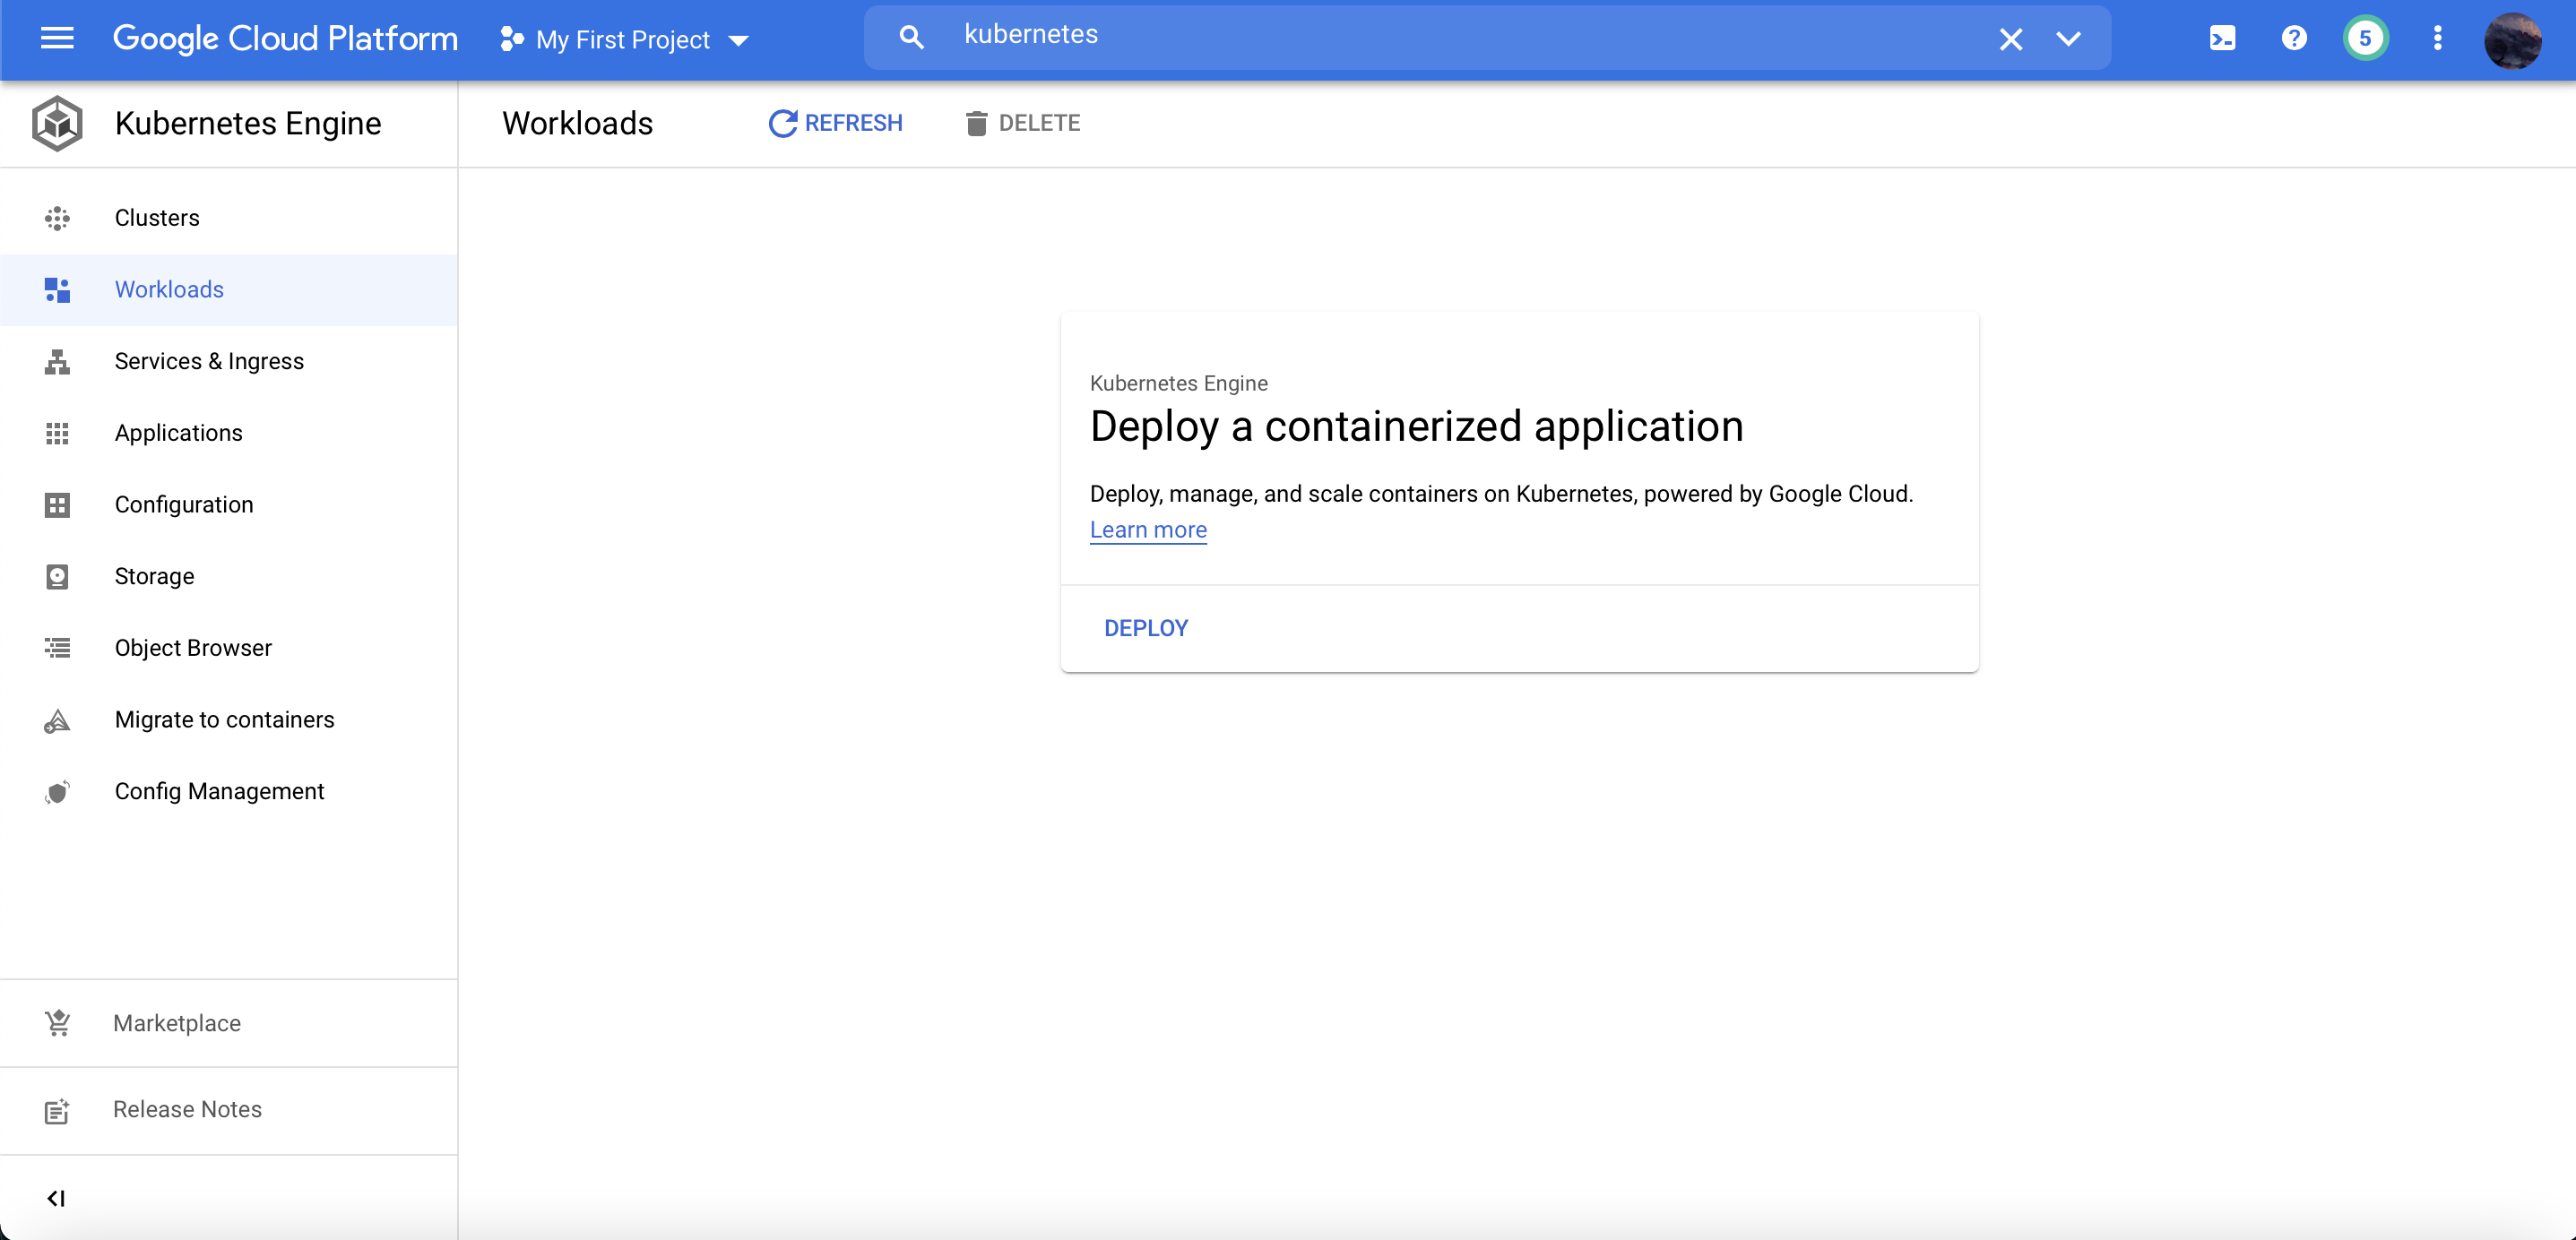 Google Cloud Platform
My First Project
kubernetes
5
Kubernetes Engine
Workloads
REFRESH
DELETE
Clusters
Workloads
Services & Ingress
Applications
Configuration
Storage
Object Browser
Migrate to containers
Config Management
Marketplace
Release Notes
Kubernetes Engine
Deploy a containerized application
Deploy, manage, and scale containers on Kubernetes, powered by Google Cloud.
Learn more
DEPLOY